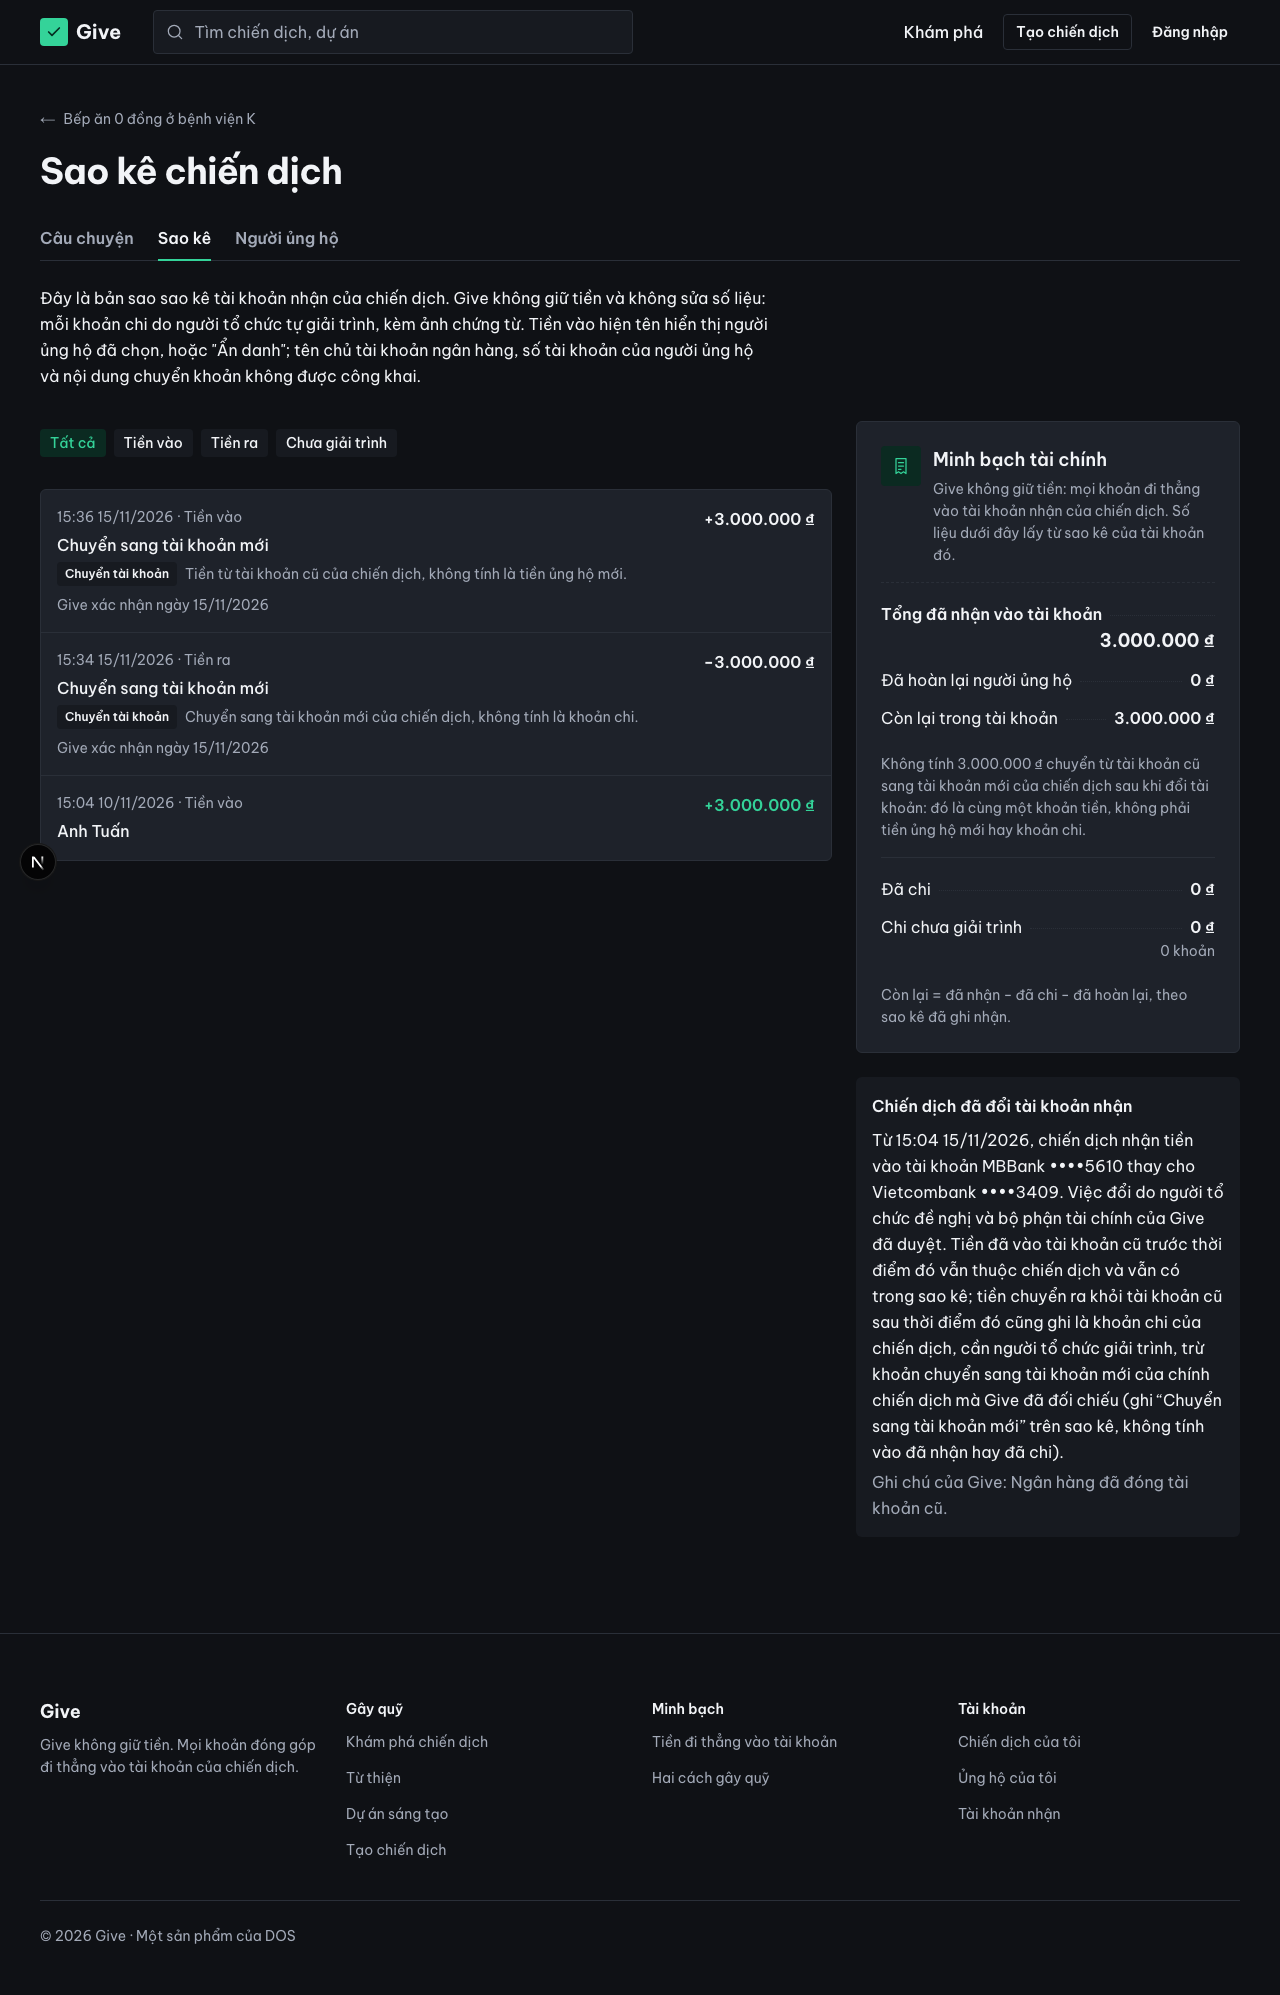 Give
Tìm chiến dịch, dự án
Khám phá
Tạo chiến dịch
Đăng nhập
← Bếp ăn 0 đồng ở bệnh viện K
Sao kê chiến dịch
Câu chuyện
Sao kê
Người ủng hộ
Đây là bản sao sao kê tài khoản nhận của chiến dịch. Give không giữ tiền và không sửa số liệu:
mỗi khoản chi do người tổ chức tự giải trình, kèm ảnh chứng từ. Tiền vào hiện tên hiển thị người
ủng hộ đã chọn, hoặc "Ẩn danh"; tên chủ tài khoản ngân hàng, số tài khoản của người ủng hộ
và nội dung chuyển khoản không được công khai.
Tất cả
Tiền vào
Tiền ra
Chưa giải trình
15:36 15/11/2026 · Tiền vào
+3.000.000 ₫
Chuyển sang tài khoản mới
Chuyển tài khoản
Tiền từ tài khoản cũ của chiến dịch, không tính là tiền ủng hộ mới.
Give xác nhận ngày 15/11/2026
15:34 15/11/2026 · Tiền ra
-3.000.000 ₫
Chuyển sang tài khoản mới
Chuyển tài khoản
Chuyển sang tài khoản mới của chiến dịch, không tính là khoản chi.
Give xác nhận ngày 15/11/2026
15:04 10/11/2026 · Tiền vào
+3.000.000 ₫
Anh Tuấn
N
Minh bạch tài chính
Give không giữ tiền: mọi khoản đi thẳng
vào tài khoản nhận của chiến dịch. Số
liệu dưới đây lấy từ sao kê của tài khoản
đó.
Tổng đã nhận vào tài khoản
3.000.000 ₫
Đã hoàn lại người ủng hộ
0 ₫
Còn lại trong tài khoản
3.000.000 ₫
Không tính 3.000.000 ₫ chuyển từ tài khoản cũ
sang tài khoản mới của chiến dịch sau khi đổi tài
khoản: đó là cùng một khoản tiền, không phải
tiền ủng hộ mới hay khoản chi.
Đã chi
0 ₫
Chi chưa giải trình
0 ₫
0 khoản
Còn lại = đã nhận - đã chi - đã hoàn lại, theo
sao kê đã ghi nhận.
Chiến dịch đã đổi tài khoản nhận
Từ 15:04 15/11/2026, chiến dịch nhận tiền
vào tài khoản MBBank ••••5610 thay cho
Vietcombank ••••3409. Việc đổi do người tổ
chức đề nghị và bộ phận tài chính của Give
đã duyệt. Tiền đã vào tài khoản cũ trước thời
điểm đó vẫn thuộc chiến dịch và vẫn có
trong sao kê; tiền chuyển ra khỏi tài khoản cũ
sau thời điểm đó cũng ghi là khoản chi của
chiến dịch, cần người tổ chức giải trình, trừ
khoản chuyển sang tài khoản mới của chính
chiến dịch mà Give đã đối chiếu (ghi “Chuyển
sang tài khoản mới” trên sao kê, không tính
vào đã nhận hay đã chi).
Ghi chú của Give: Ngân hàng đã đóng tài
khoản cũ.
Give
Give không giữ tiền. Mọi khoản đóng góp
đi thẳng vào tài khoản của chiến dịch.
Gây quỹ
Khám phá chiến dịch
Từ thiện
Dự án sáng tạo
Tạo chiến dịch
Minh bạch
Tiền đi thẳng vào tài khoản
Hai cách gây quỹ
Tài khoản
Chiến dịch của tôi
Ủng hộ của tôi
Tài khoản nhận
© 2026 Give · Một sản phẩm của DOS